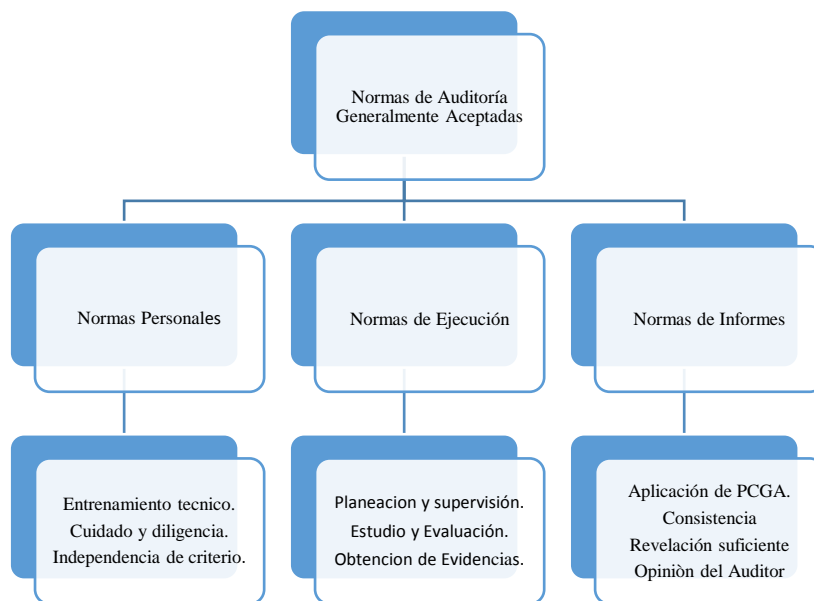 Normas de Auditoría
Generalmente Aceptadas
Normas Personales
Normas de Ejecución
Normas de Informes
Entrenamiento tecnico.
Cuidado y diligencia.
Independencia de criterio.
Planeacion y supervisión.
Estudio y Evaluación.
Obtencion de Evidencias.
Aplicación de PCGA.
Consistencia
Revelación suficiente
Opiniòn del Auditor